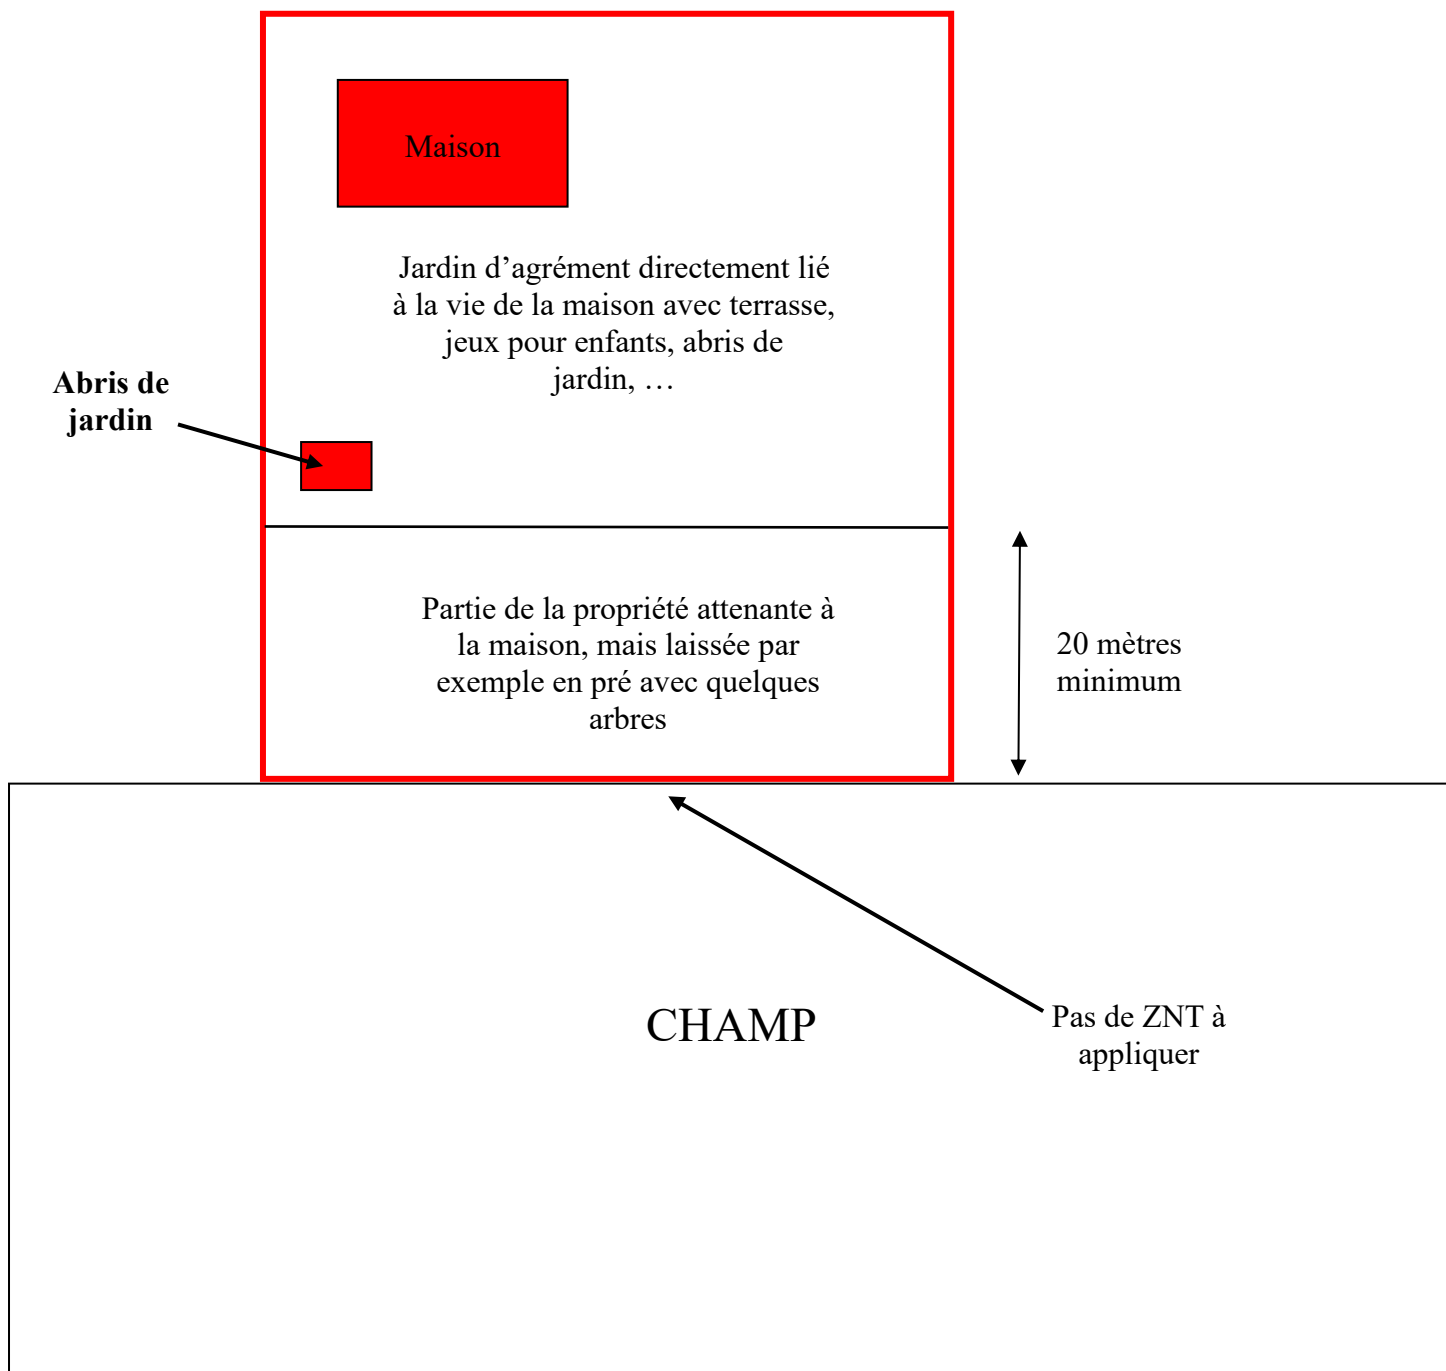 Maison
Jardin d’agrément directement lié
à la vie de la maison avec terrasse,
jeux pour enfants, abris de
jardin, …
Abris de
jardin
Partie de la propriété attenante à
la maison, mais laissée par
exemple en pré avec quelques
arbres
20 mètres
minimum
CHAMP
Pas de ZNT à
appliquer